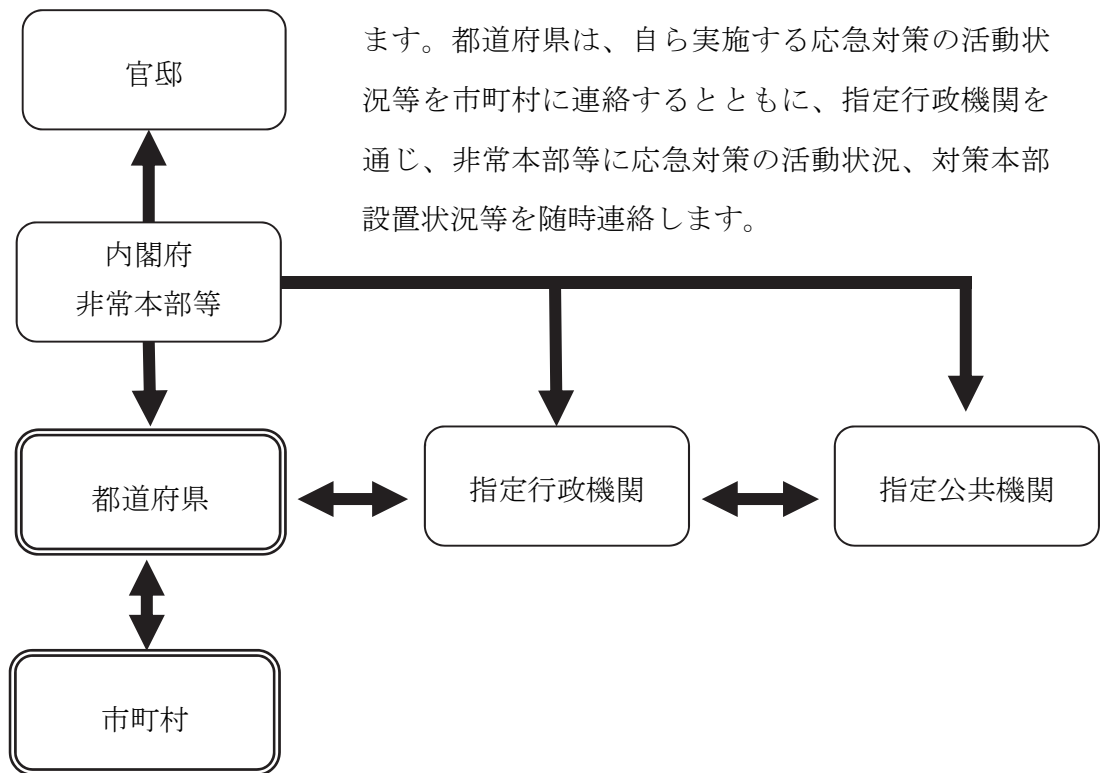 官邸
ます。都道府県は、自ら実施する応急対策の活動状
況等を市町村に連絡するとともに、指定行政機関を
通じ、非常本部等に応急対策の活動状況、対策本部
設置状況等を随時連絡します。
内閣府
非常本部等
都道府県
指定行政機関
指定公共機関
市町村